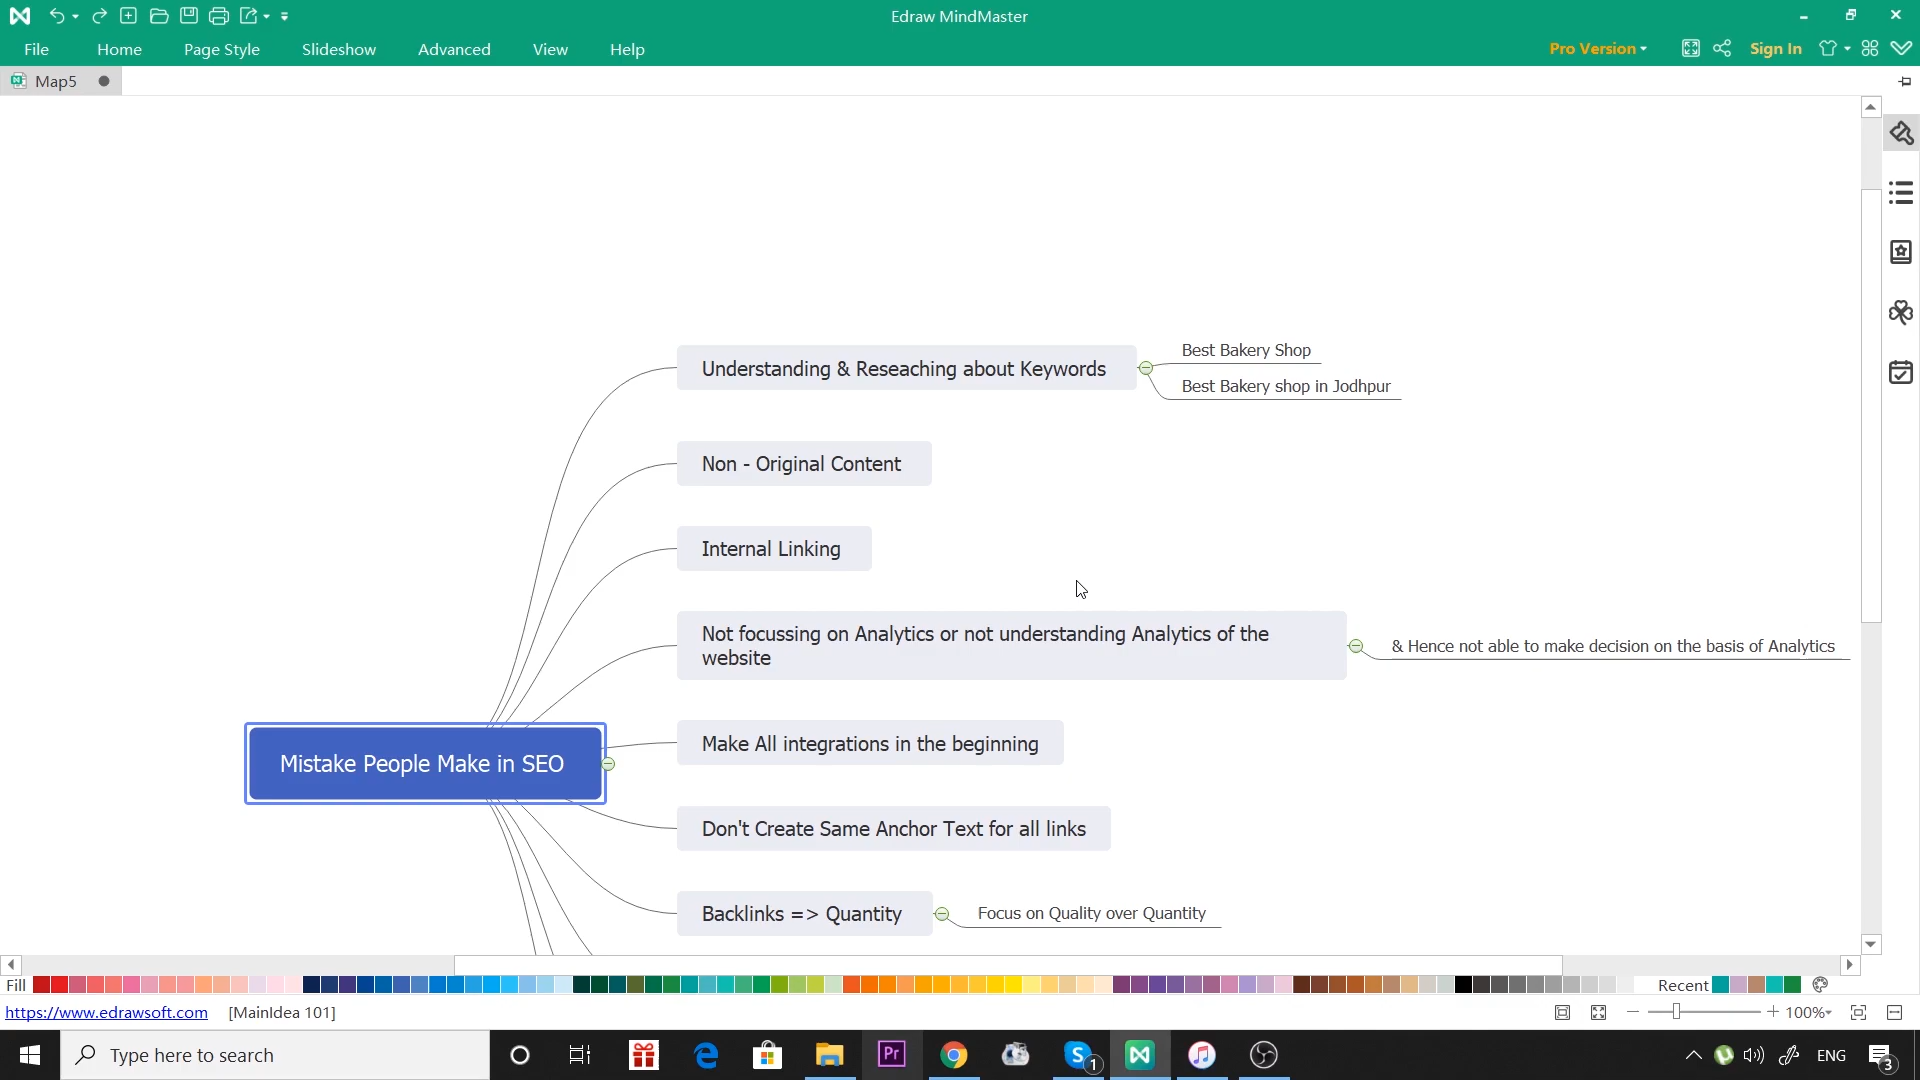 Edraw MindMaster
File Home Page Style Slideshow Advanced View Help Pro Version Sign In
Map5
Understanding & Reseaching about Keywords
Best Bakery Shop
Best Bakery shop in Jodhpur
Non - Original Content
Internal Linking
Not focussing on Analytics or not understanding Analytics of the
website
& Hence not able to make decision on the basis of Analytics
Mistake People Make in SEO
Make All integrations in the beginning
Don't Create Same Anchor Text for all links
Backlinks => Quantity
Focus on Quality over Quantity
Fill
Recent
https://www.edrawsoft.com [MainIdea 101]
100%
Type here to search
Pr
S
1
ENG
3